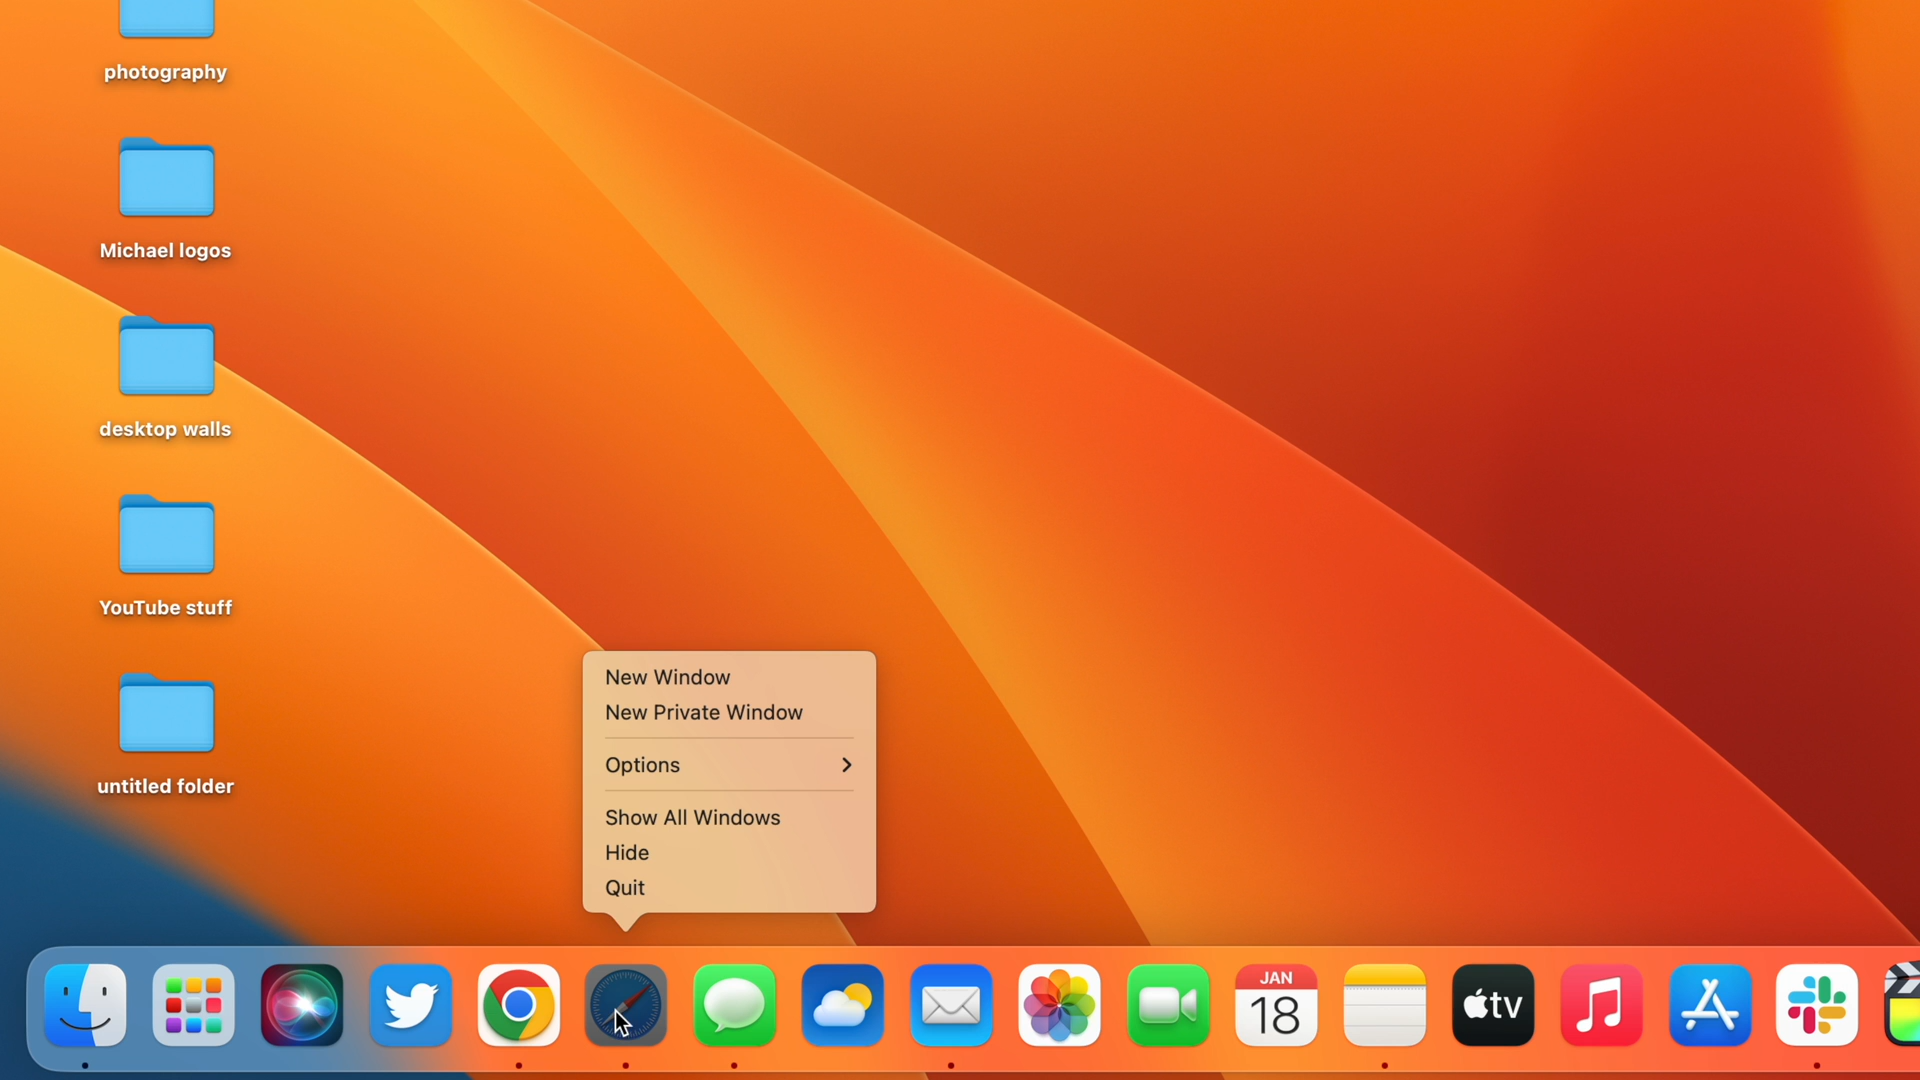 photography
Michael logos
desktop walls
YouTube stuff
untitled folder
New Window
New Private Window
Options
Show All Windows
Hide
Quit
JAN
18
tv